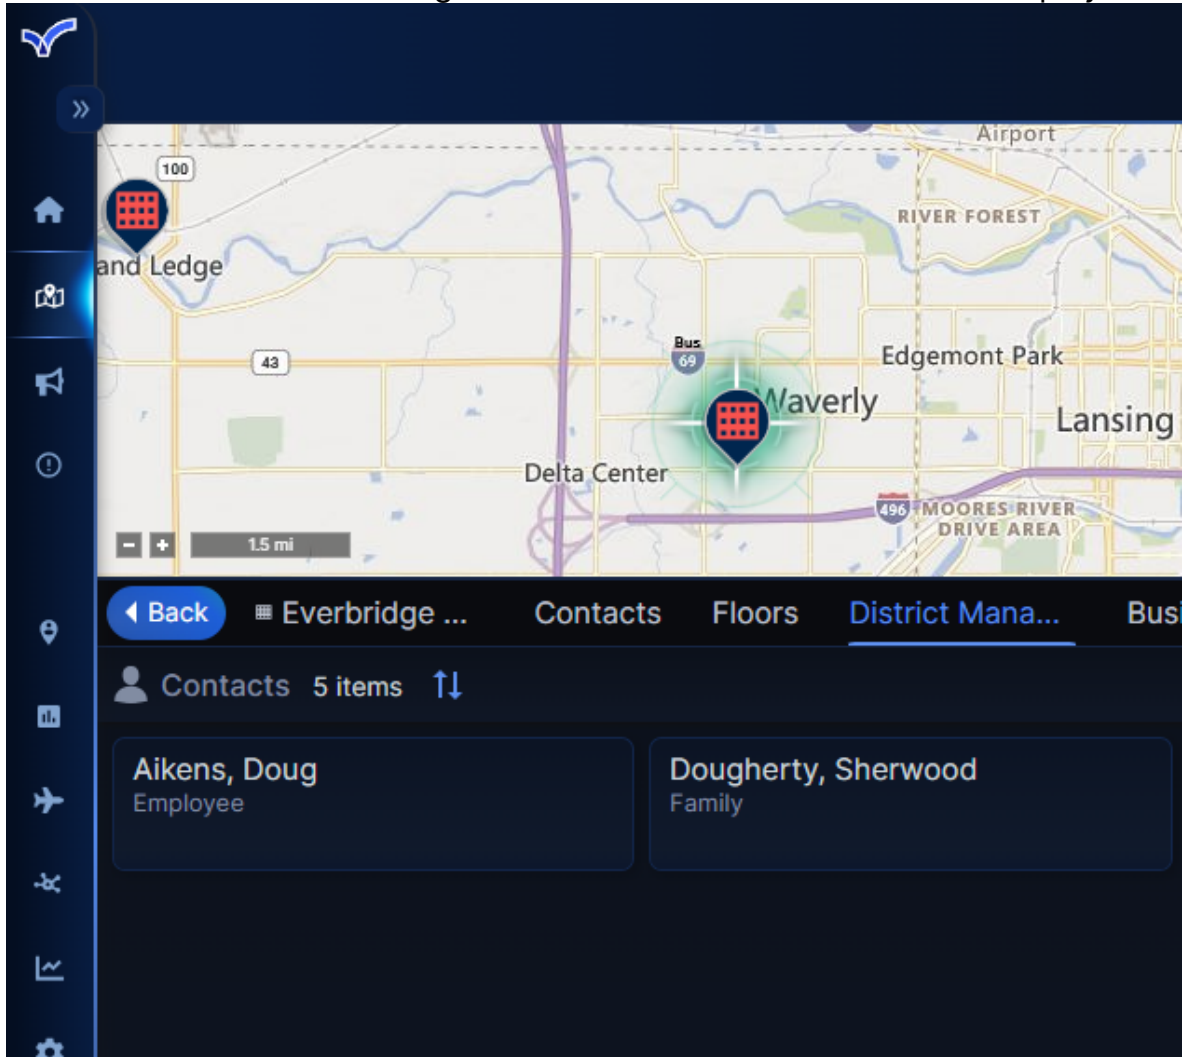 Airport
100
RIVER FOREST
and Ledge
Bus
69
43
Edgemont Park
Waverly
Lansing
Delta Center
496
MOORES RIVER
DRIVE AREA
- + 1.5 mi
Back Everbridge ... Contacts Floors District Mana... Busi
Contacts 5 items
Aikens, Doug
Employee
Dougherty, Sherwood
Family